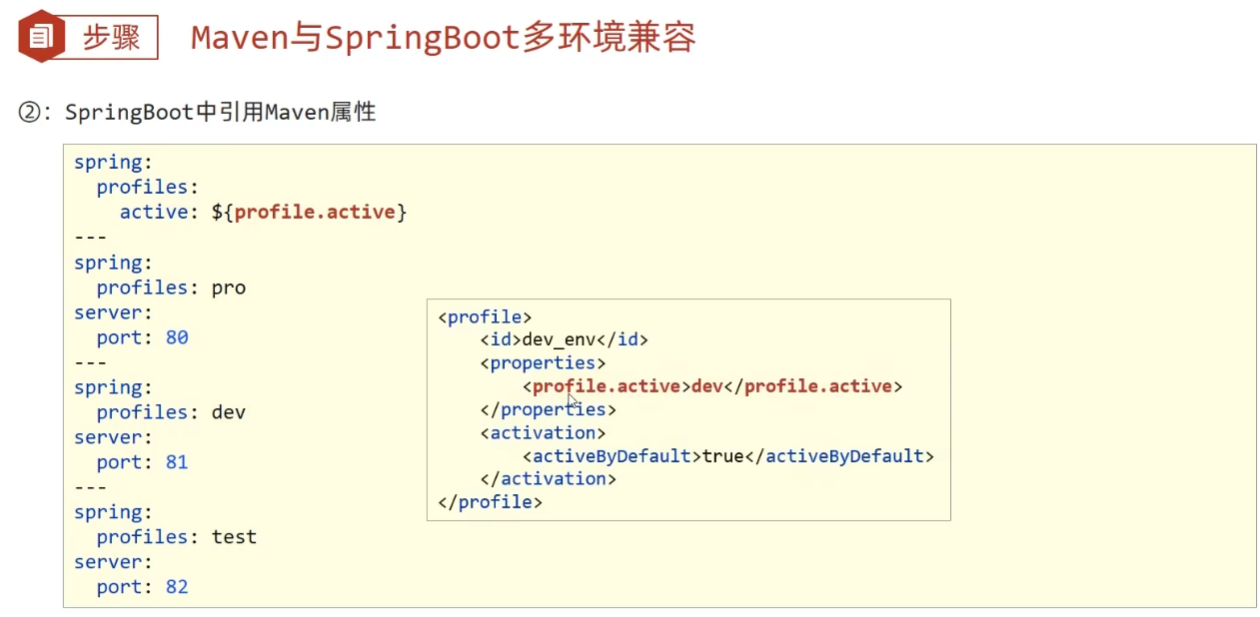 步骤 Maven与SpringBoot多环境兼容
②: SpringBoot中引用Maven属性
spring:
  profiles:
    active: ${profile.active}
---
spring:
  profiles: pro
server:
  port: 80
---
spring:
  profiles: dev
server:
  port: 81
---
spring:
  profiles: test
server:
  port: 82
<profile>
    <id>dev_env</id>
    <properties>
        <profile.active>dev</profile.active>
    </properties>
    <activation>
        <activeByDefault>true</activeByDefault>
    </activation>
</profile>